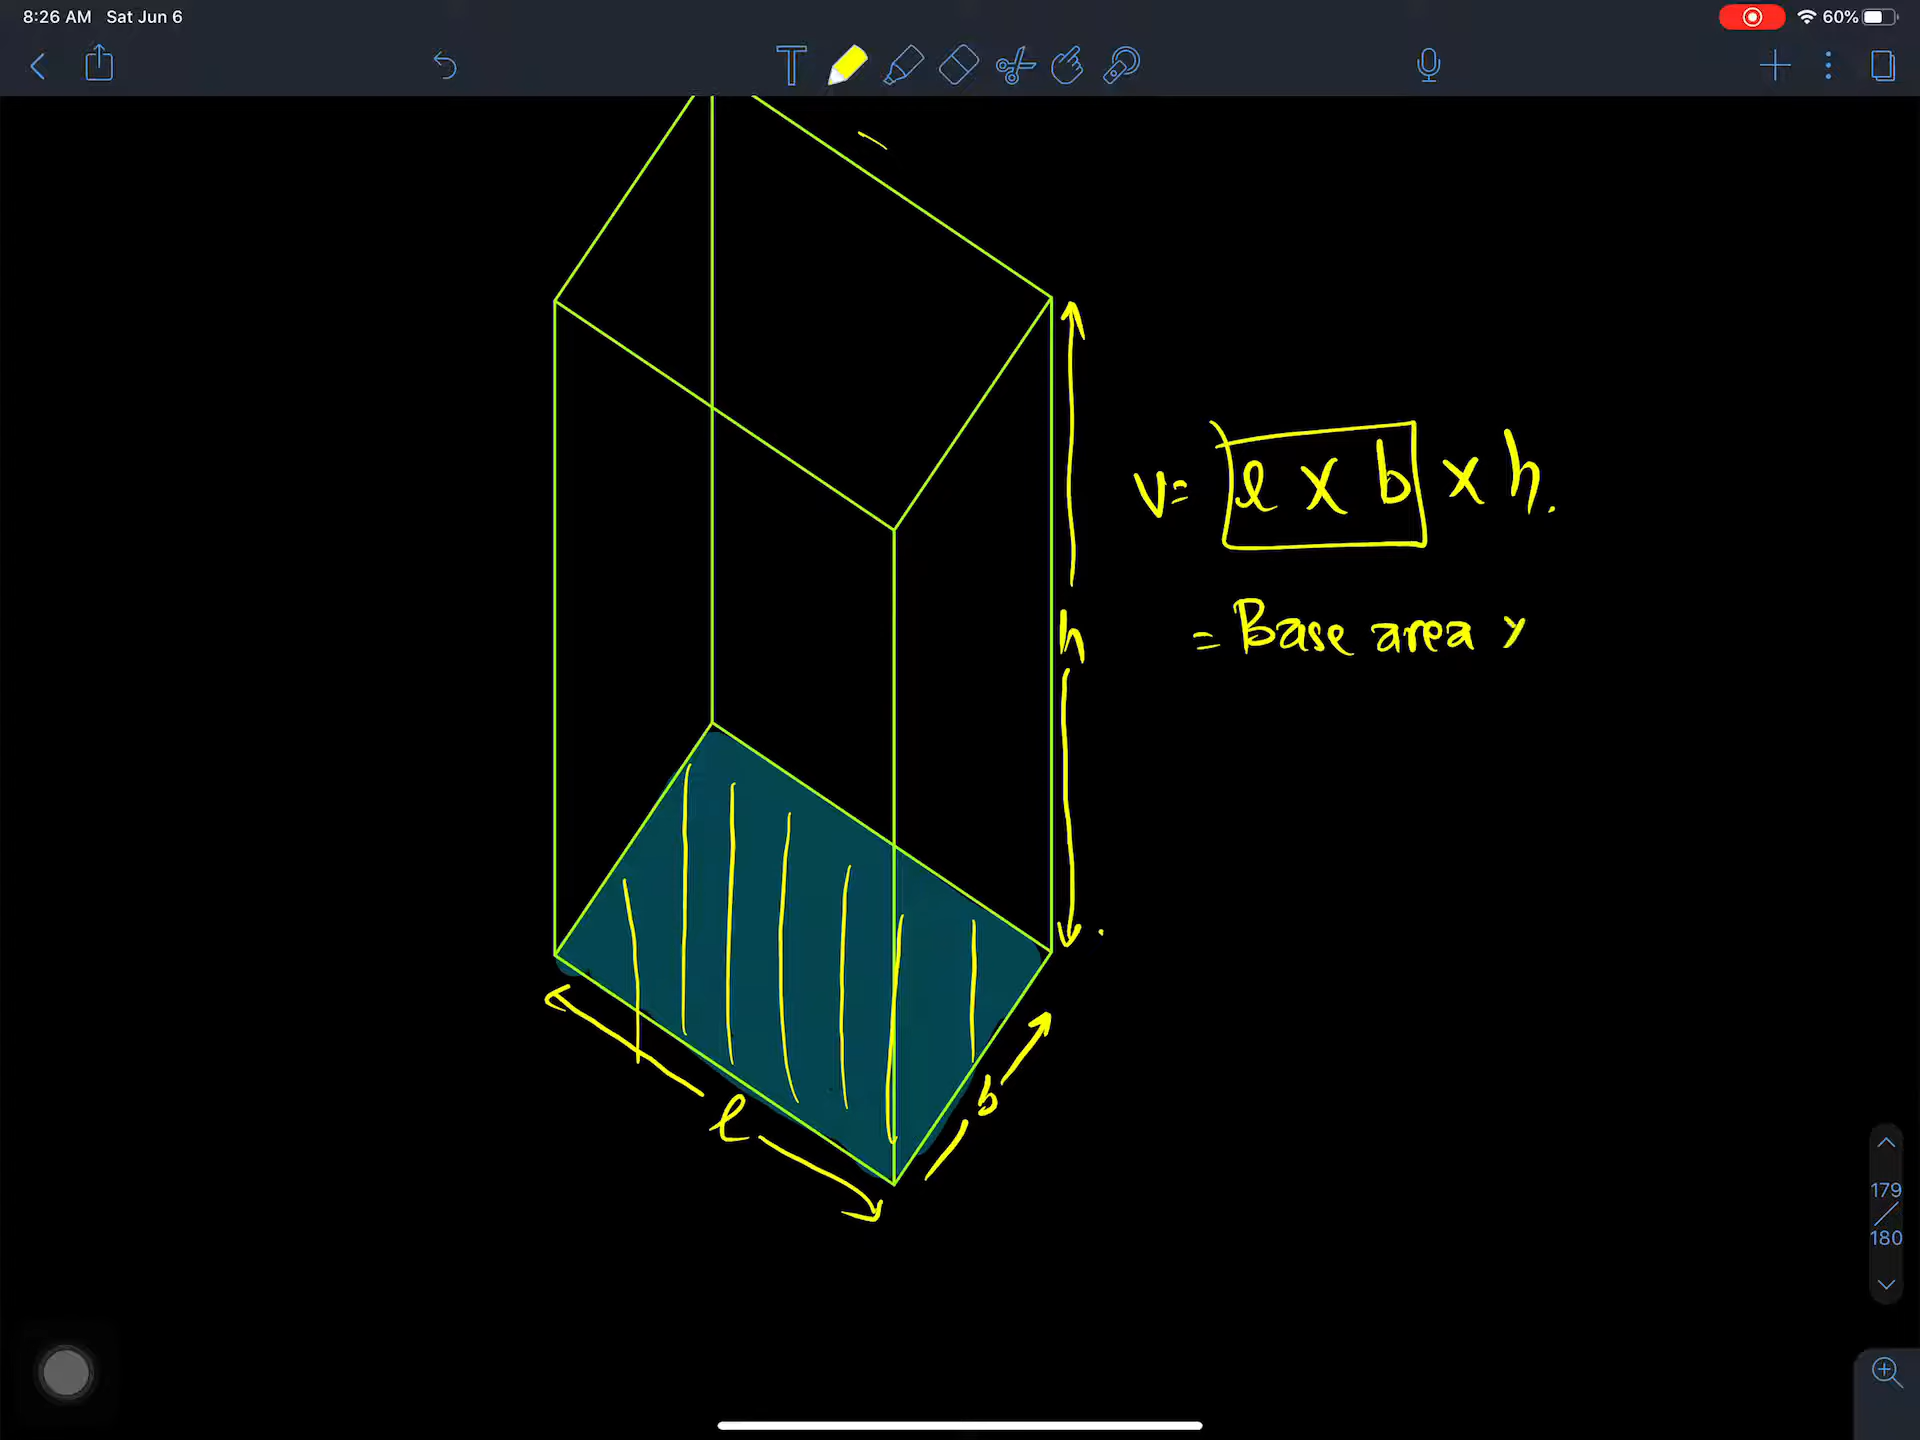 8:26 AM Sat Jun 6
60%
V= l x b x h.
h
= Base area x
b
l
179
180